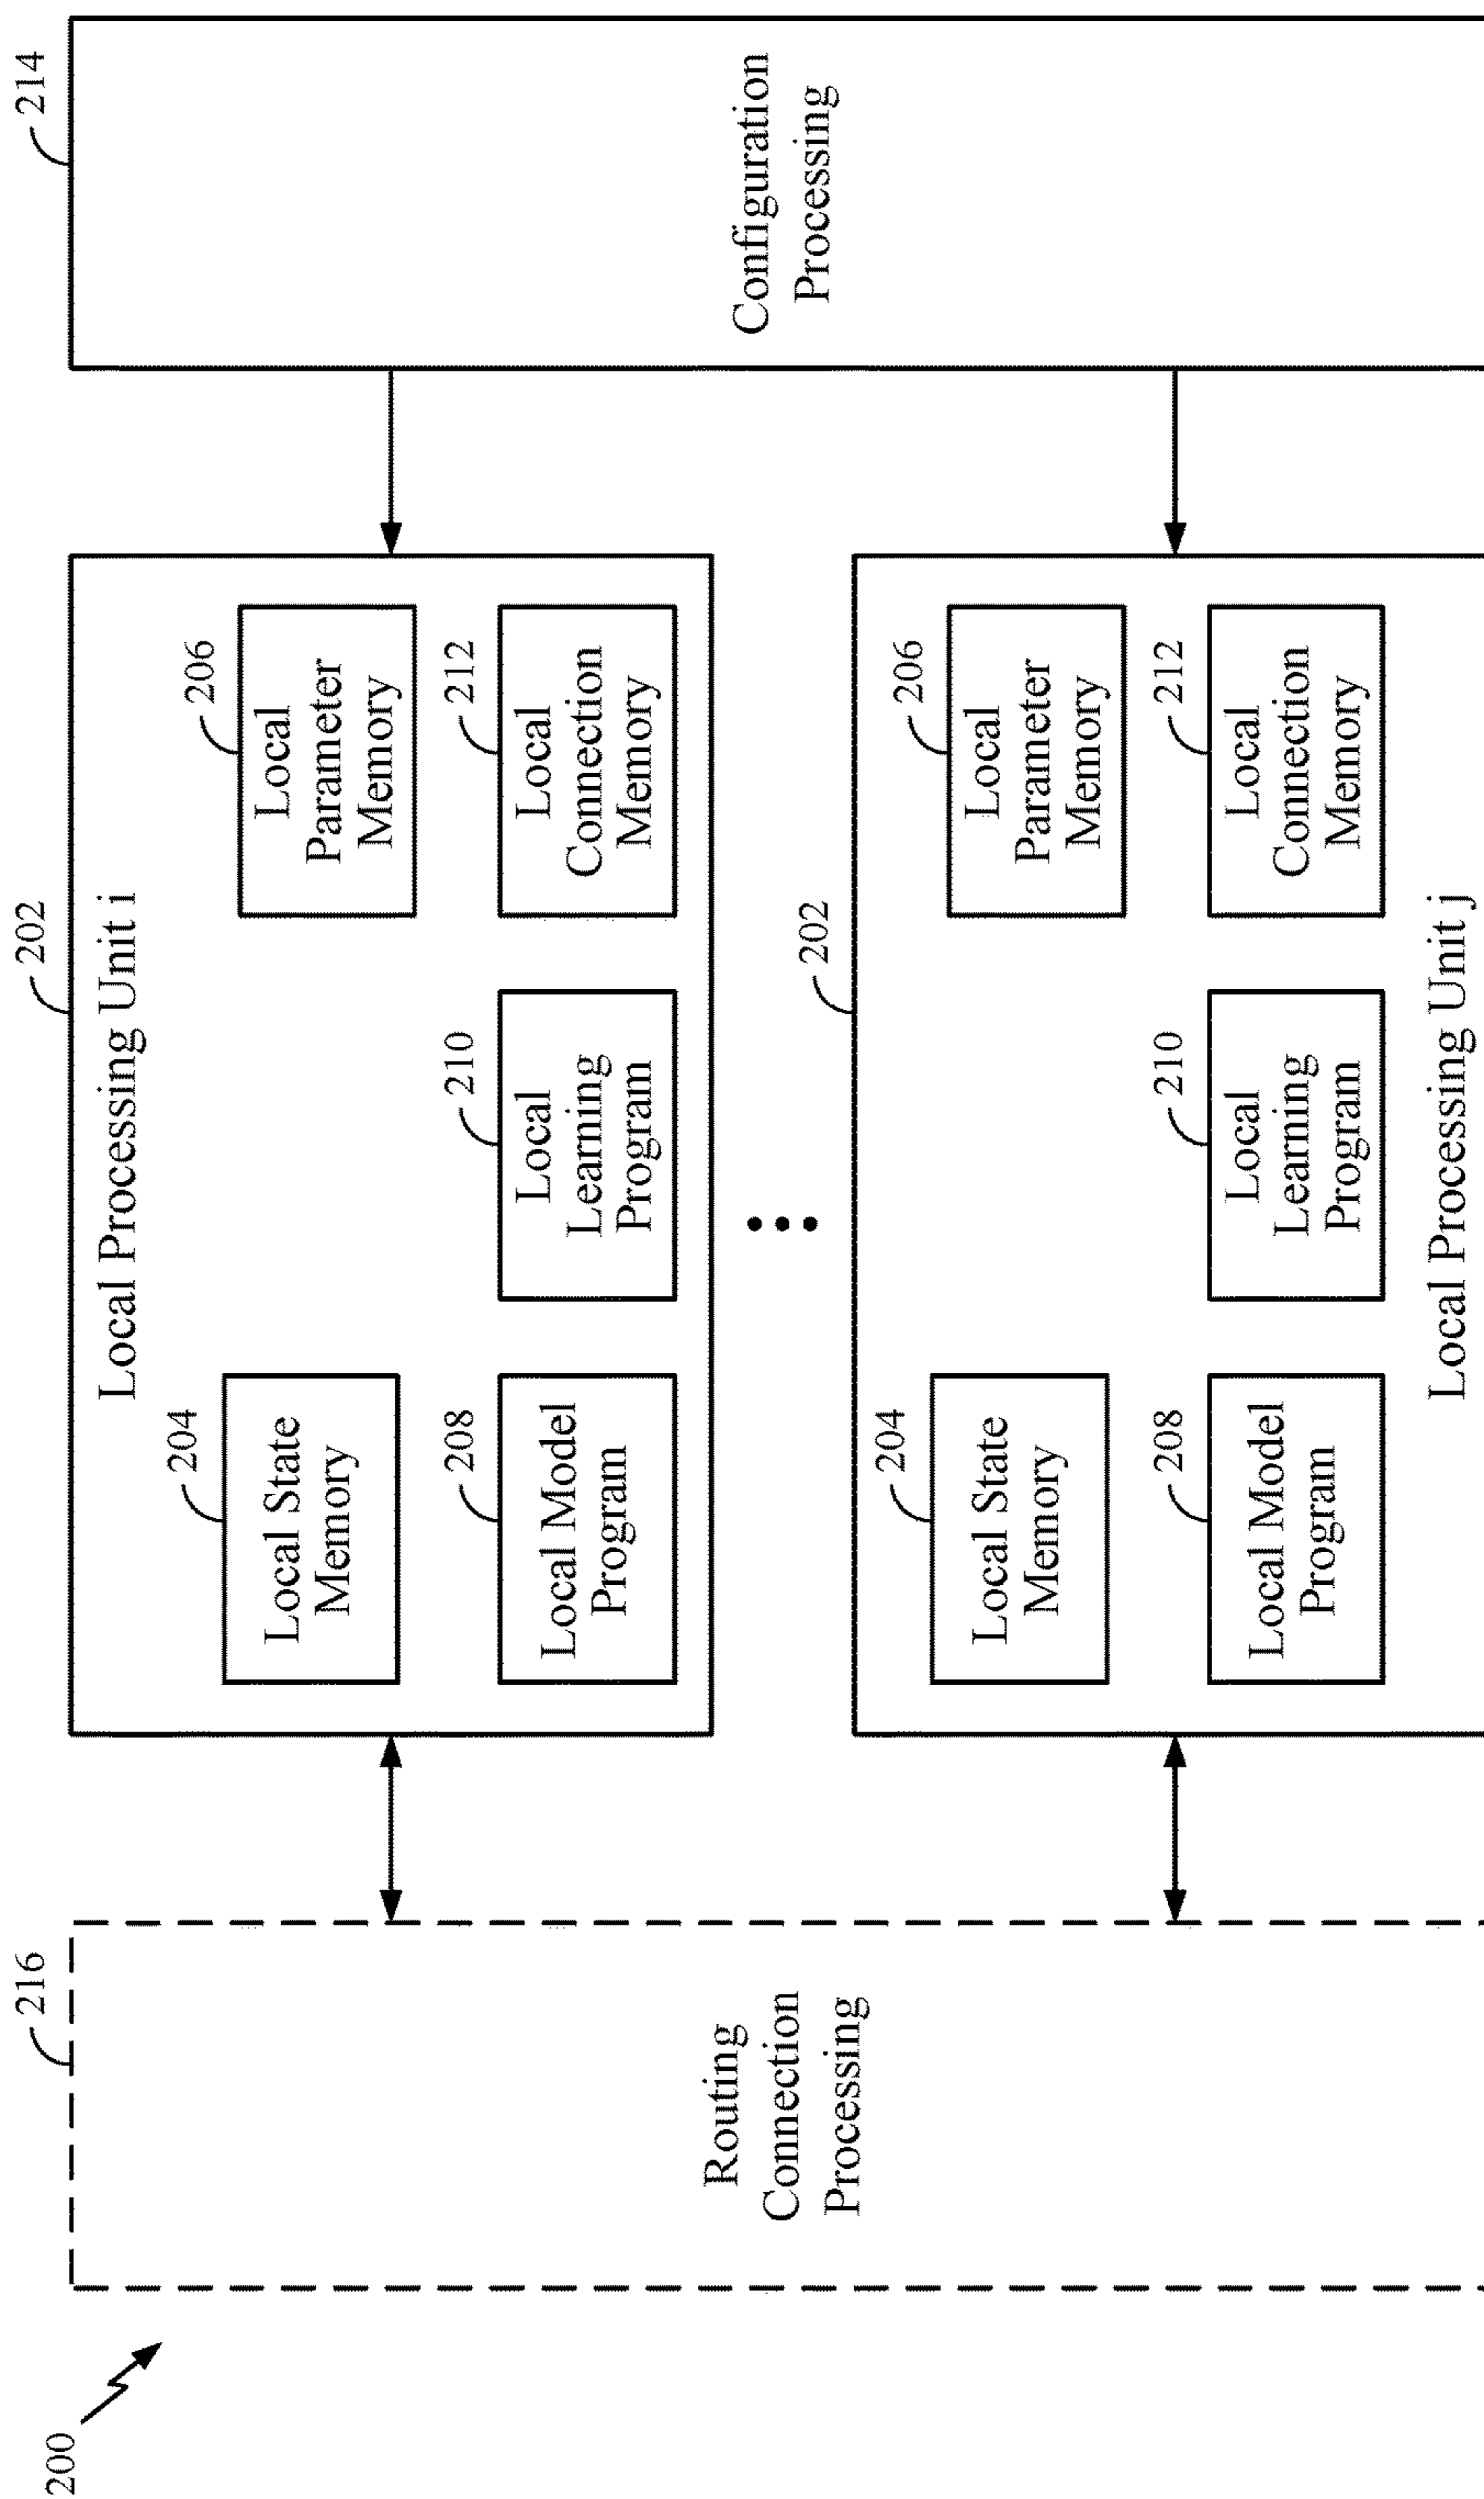 200
216
Routing
Connection
Processing
202
Local Processing Unit i
204
Local State
Memory
206
Local
Parameter
Memory
208
Local Model
Program
210
Local
Learning
Program
212
Local
Connection
Memory
202
204
Local State
Memory
206
Local
Parameter
Memory
208
Local Model
Program
210
Local
Learning
Program
212
Local
Connection
Memory
Local Processing Unit j
214
Configuration
Processing